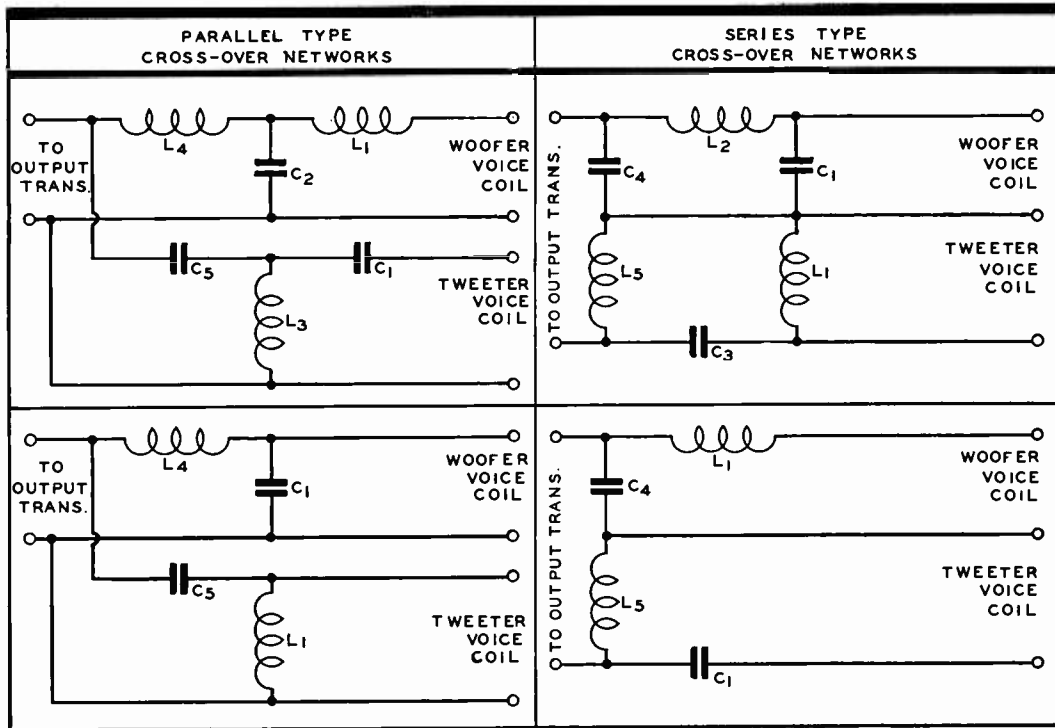 PARALLEL TYPE
CROSS-OVER NETWORKS
SERIES TYPE
CROSS-OVER NETWORKS
TO
OUTPUT
TRANS.
L4
L1
C2
WOOFER
VOICE
COIL
C5
C1
L3
TWEETER
VOICE
COIL
TO OUTPUT TRANS.
L2
C4
C1
WOOFER
VOICE
COIL
L5
L1
C3
TWEETER
VOICE
COIL
TO
OUTPUT
TRANS.
L4
C1
WOOFER
VOICE
COIL
C5
L1
TWEETER
VOICE
COIL
TO OUTPUT TRANS.
L1
C4
WOOFER
VOICE
COIL
L5
C1
TWEETER
VOICE
COIL